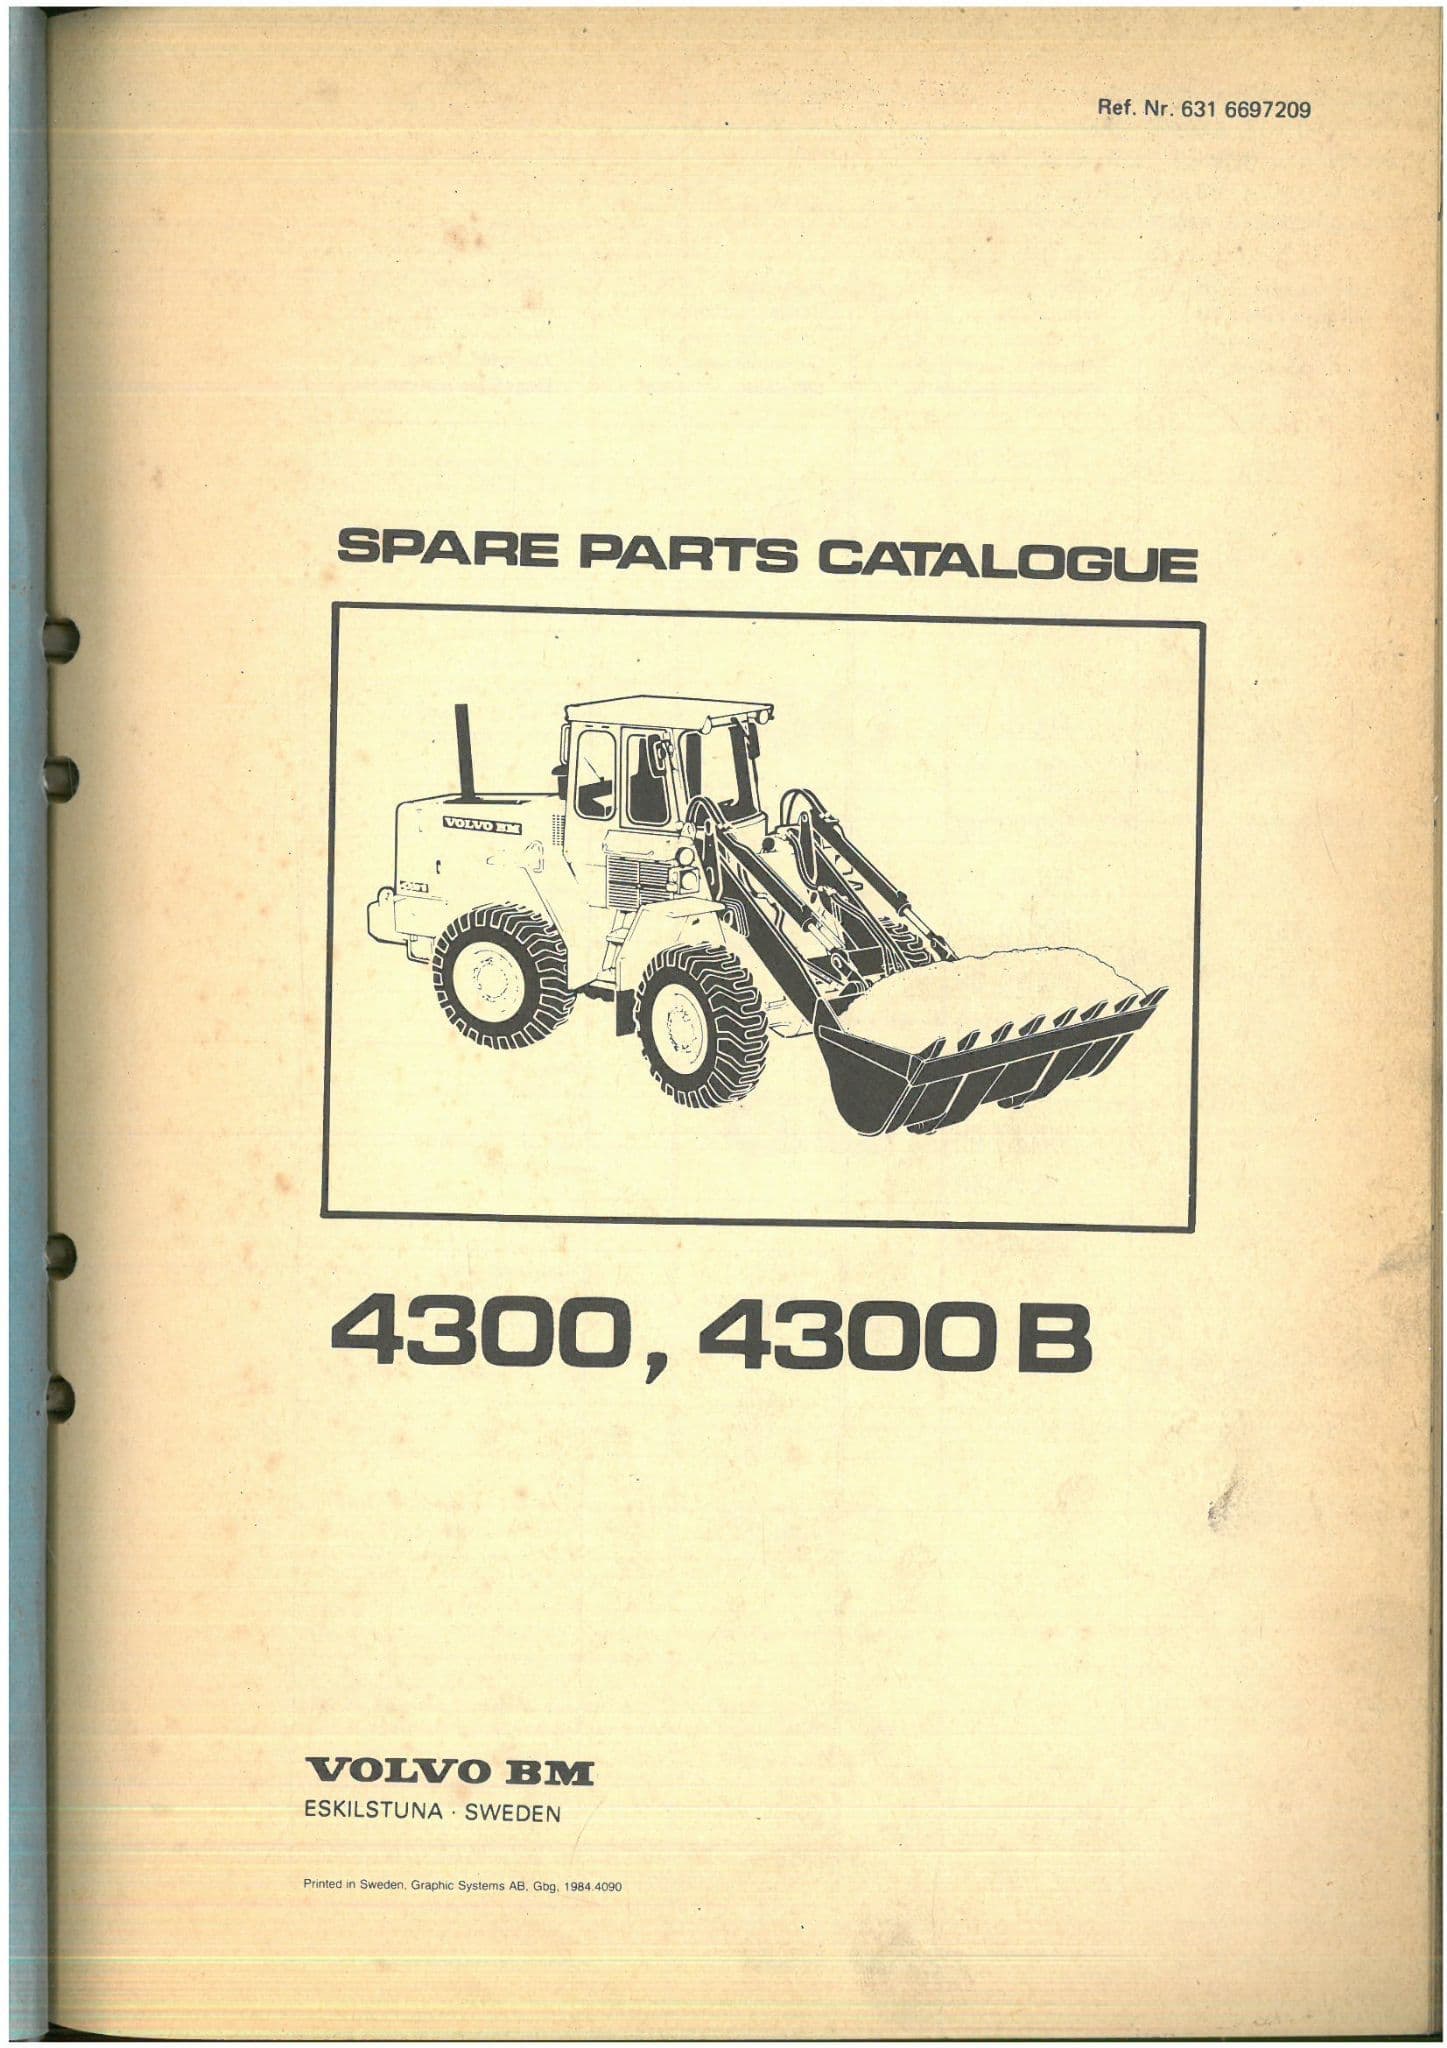 Ref. Nr. 631 6697209
SPARE PARTS CATALOGUE
VOLVO BM
4300, 4300 B
VOLVO BM
ESKILSTUNA · SWEDEN
Printed in Sweden, Graphic Systems AB, Gbg, 1984.4090